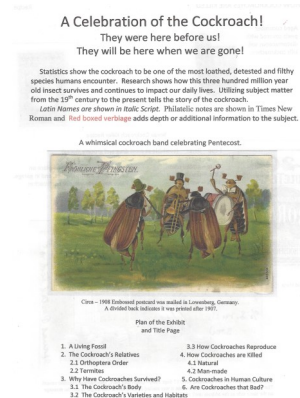 A Celebration of the Cockroach!
They were here before us!
They will be here when we are gone!
Statistics show the cockroach to be one of the most loathed, detested and filthy
species humans encounter. Research shows how this three hundred million year
old insect survives and continues to impact our daily lives. Utilizing subject matter
from the 19th century to the present tells the story of the cockroach.
Latin Names are shown in Italic Script. Philatelic notes are shown in Times New
Roman and Red boxed verbiage adds depth or additional information to the subject.
A whimsical cockroach band celebrating Pentecost.
Fröhliche Pfingsten.
Circa – 1908 Embossed postcard was mailed in Lowenberg, Germany.
A divided back indicates it was printed after 1907.
Plan of the Exhibit
and Title Page
1. A Living Fossil
2. The Cockroach's Relatives
2.1 Orthoptera Order
2.2 Termites
3. Why Have Cockroaches Survived?
3.1 The Cockroach's Body
3.2 The Cockroach's Varieties and Habitats
3.3 How Cockroaches Reproduce
4. How Cockroaches are Killed
4.1 Natural
4.2 Man-made
5. Cockroaches in Human Culture
6. Are Cockroaches that Bad?